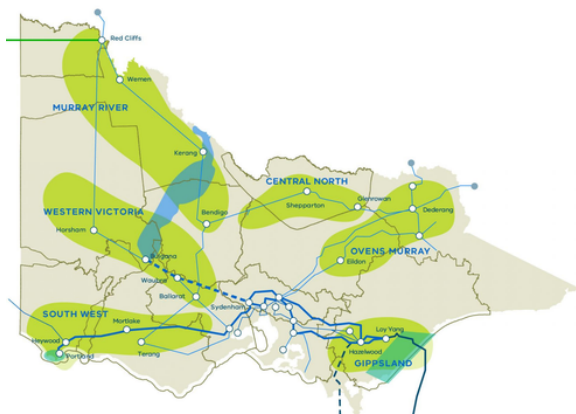 Red Cliffs
Wemen
MURRAY RIVER
Kerang
CENTRAL NORTH
Glenrowan
Shepparton
Dederang
WESTERN VICTORIA
Bendigo
Horsham
OVENS MURRAY
Bulgana
Eildon
Waubra
Ballarat
Sydenham
SOUTH WEST
Mortlake
Loy Yang
Heywood
Terang
Hazelwood
Portland
GIPPSLAND